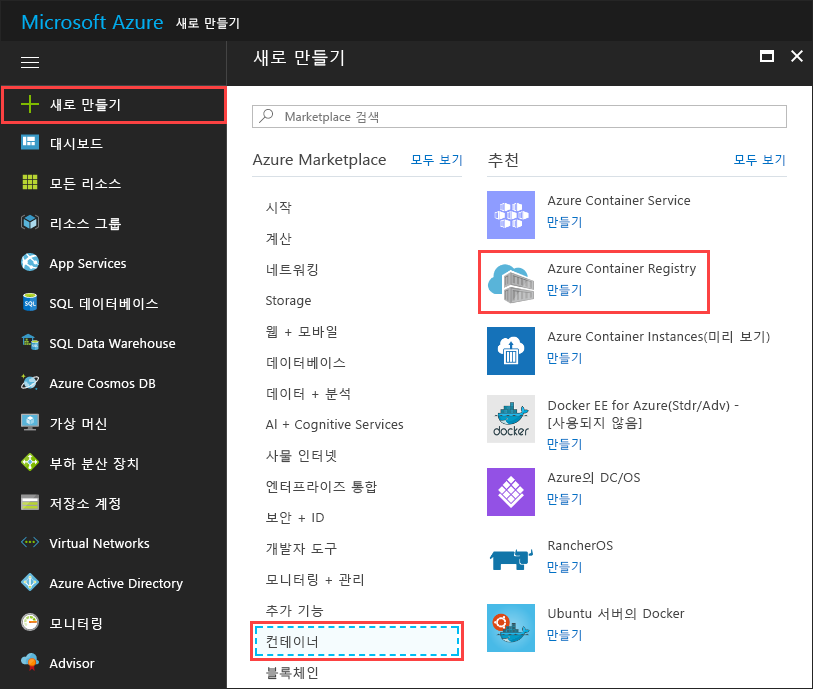 Microsoft Azure 새로 만들기
새로 만들기
대시보드
모든 리소스
리소스 그룹
App Services
SQL 데이터베이스
SQL Data Warehouse
Azure Cosmos DB
가상 머신
부하 분산 장치
저장소 계정
Virtual Networks
Azure Active Directory
모니터링
Advisor
새로 만들기
Marketplace 검색
Azure Marketplace 모두 보기
시작
계산
네트워킹
Storage
웹 + 모바일
데이터베이스
데이터 + 분석
AI + Cognitive Services
사물 인터넷
엔터프라이즈 통합
보안 + ID
개발자 도구
모니터링 + 관리
추가 기능
컨테이너
블록체인
추천 모두 보기
Azure Container Service
만들기
Azure Container Registry
만들기
Azure Container Instances(미리 보기)
만들기
docker
Docker EE for Azure(Stdr/Adv) -
[사용되지 않음]
만들기
Azure의 DC/OS
만들기
RancherOS
만들기
Ubuntu 서버의 Docker
만들기